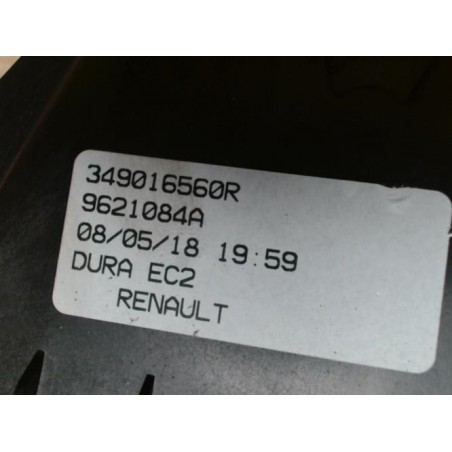 349016560R
9621084A
08/05/18 19:59
DURA EC2
RENAULT